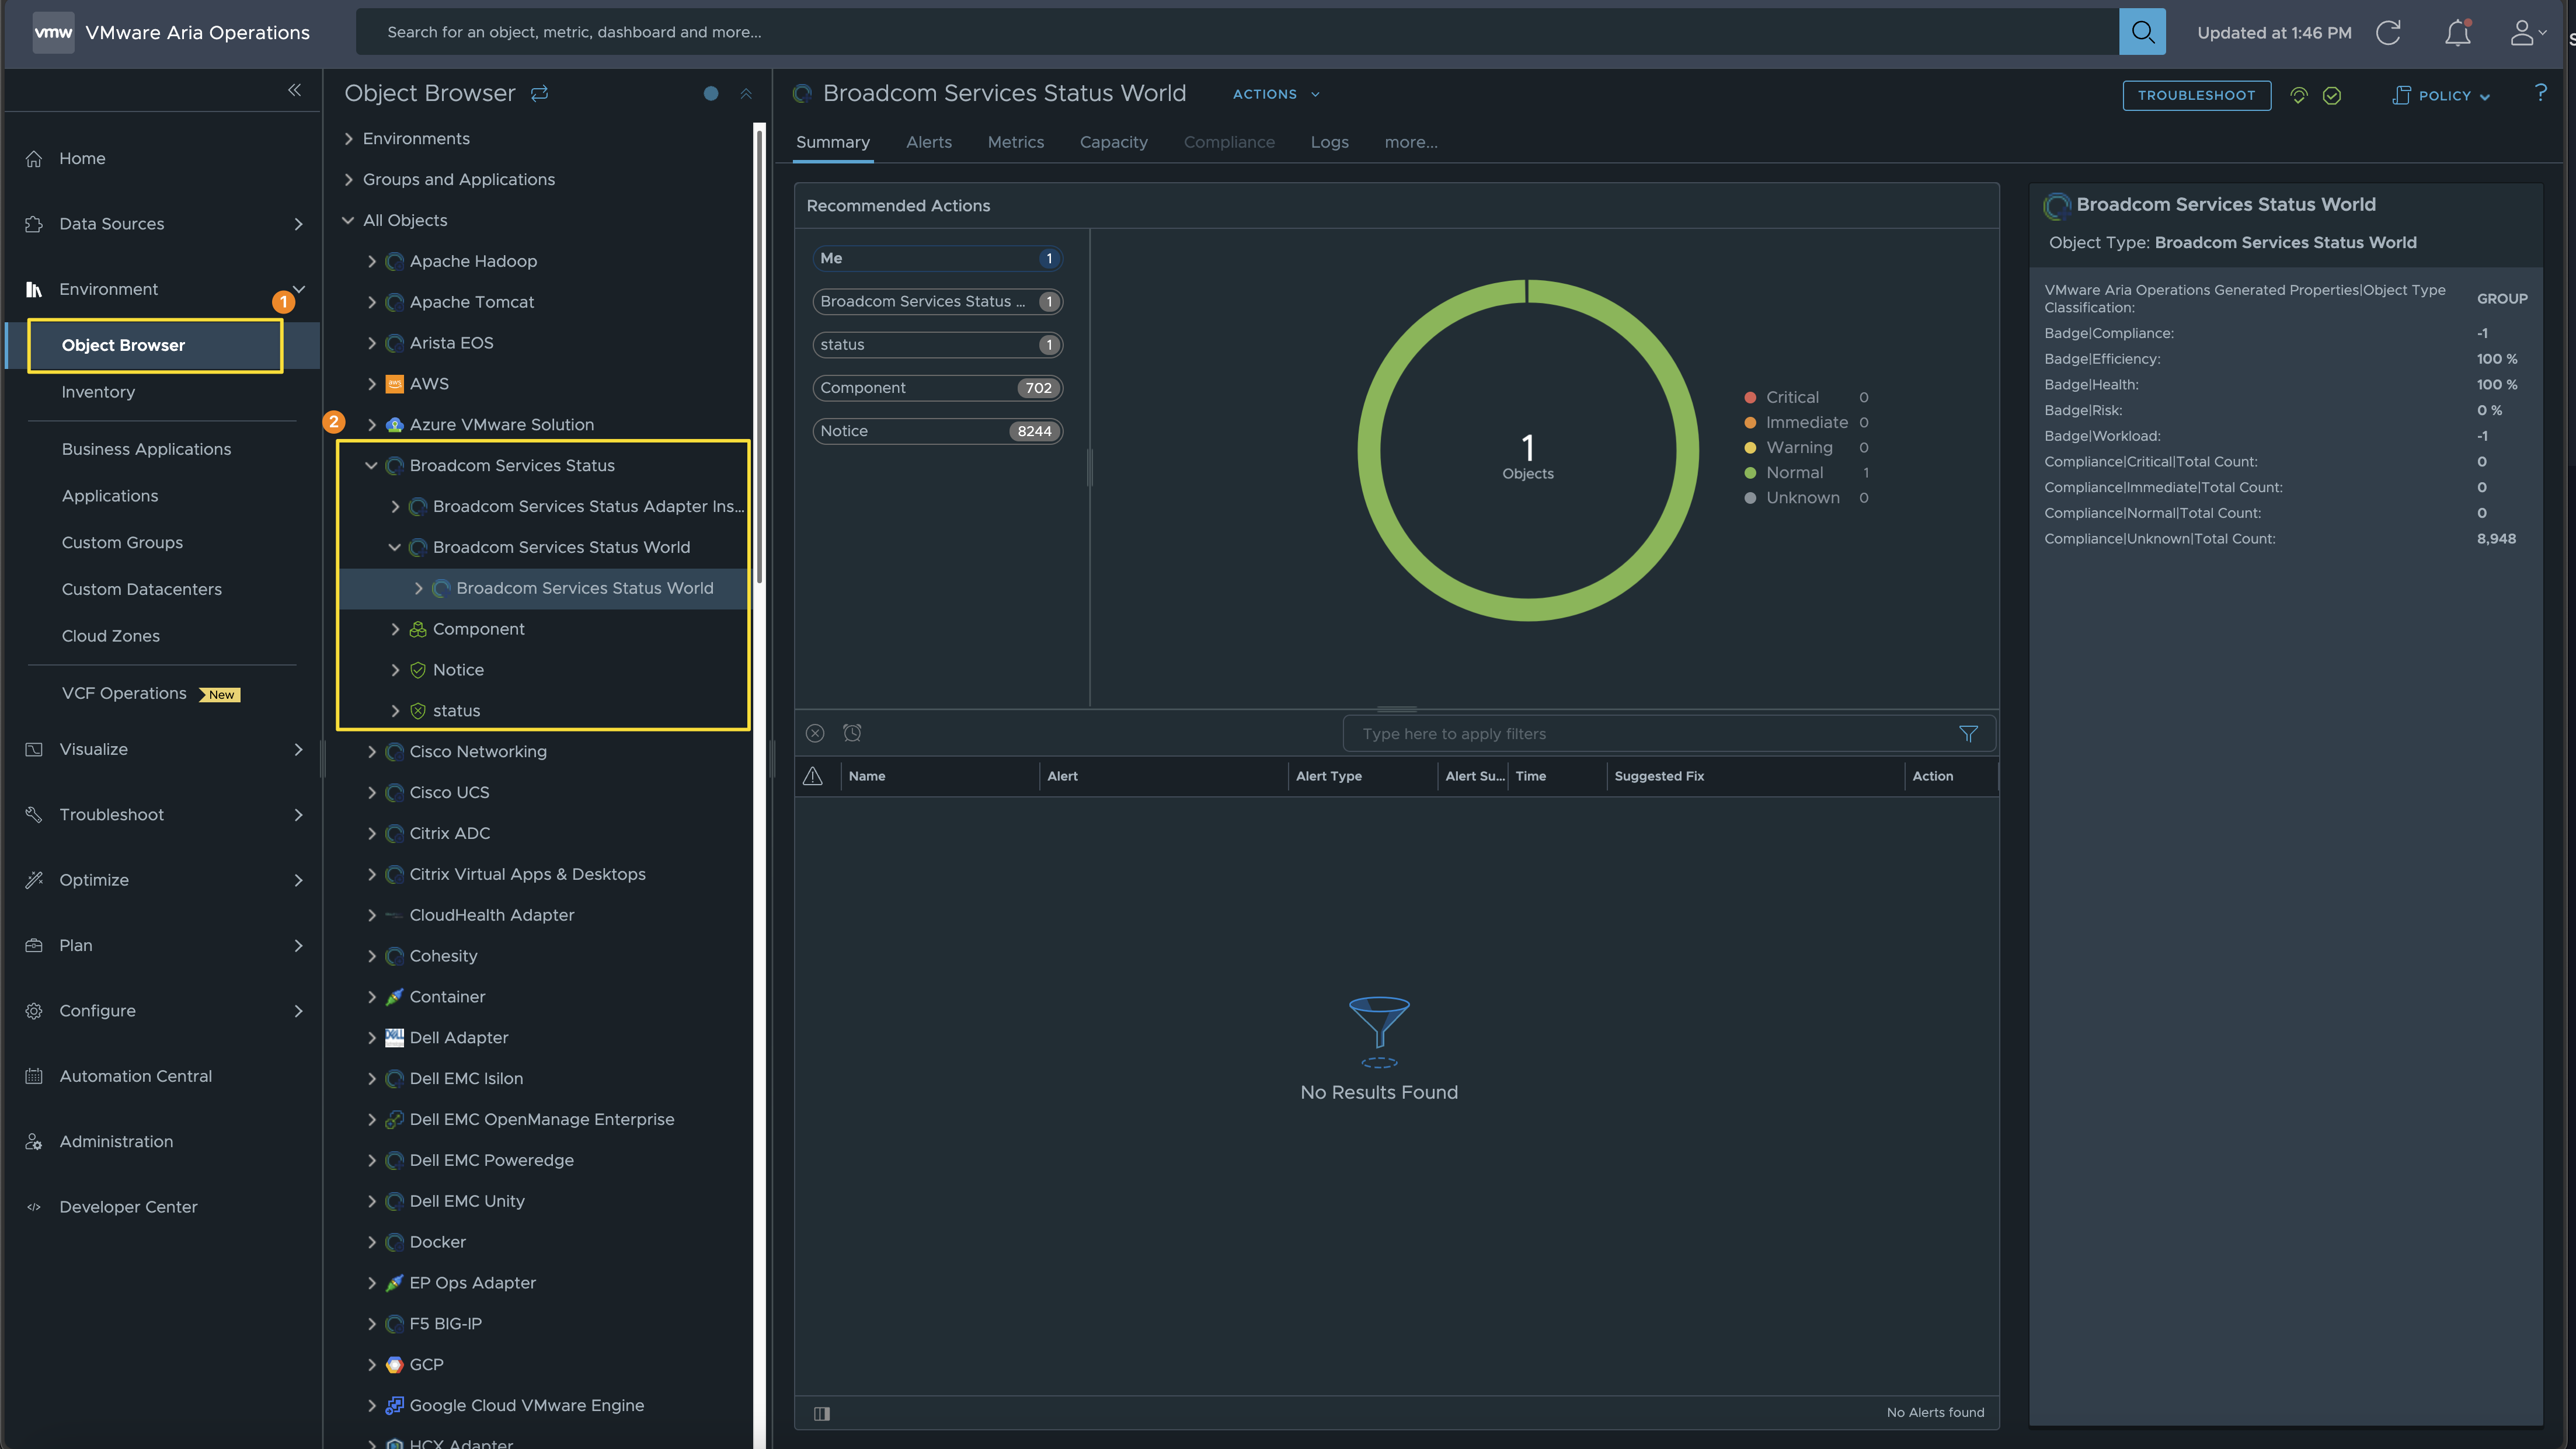 vmw VMware Aria Operations
Search for an object, metric, dashboard and more...
Updated at 1:46 PM
Home
Data Sources
Environment
1
Object Browser
Inventory
Business Applications
Applications
Custom Groups
Custom Datacenters
Cloud Zones
VCF Operations New
Visualize
Troubleshoot
Optimize
Plan
Configure
Automation Central
Administration
Developer Center
Object Browser
Environments
Groups and Applications
All Objects
Apache Hadoop
Apache Tomcat
Arista EOS
aws AWS
2
Azure VMware Solution
Broadcom Services Status
Broadcom Services Status Adapter Ins...
Broadcom Services Status World
Broadcom Services Status World
Component
Notice
status
Cisco Networking
Cisco UCS
Citrix ADC
Citrix Virtual Apps & Desktops
CloudHealth Adapter
Cohesity
Container
Dell Adapter
Dell EMC Isilon
Dell EMC OpenManage Enterprise
Dell EMC Poweredge
Dell EMC Unity
Docker
EP Ops Adapter
F5 BIG-IP
GCP
Google Cloud VMware Engine
HCX Adapter
Broadcom Services Status World
ACTIONS
TROUBLESHOOT
POLICY
?
Summary
Alerts
Metrics
Capacity
Compliance
Logs
more...
Recommended Actions
Me 1
Broadcom Services Status ... 1
status 1
Component 702
Notice 8244
1
Objects
Critical 0
Immediate 0
Warning 0
Normal 1
Unknown 0
Type here to apply filters
Name
Alert
Alert Type
Alert Su...
Time
Suggested Fix
Action
No Results Found
No Alerts found
Broadcom Services Status World
Object Type: Broadcom Services Status World
VMware Aria Operations Generated Properties|Object Type
Classification: GROUP
Badge|Compliance: -1
Badge|Efficiency: 100 %
Badge|Health: 100 %
Badge|Risk: 0 %
Badge|Workload: -1
Compliance|Critical|Total Count: 0
Compliance|Immediate|Total Count: 0
Compliance|Normal|Total Count: 0
Compliance|Unknown|Total Count: 8,948